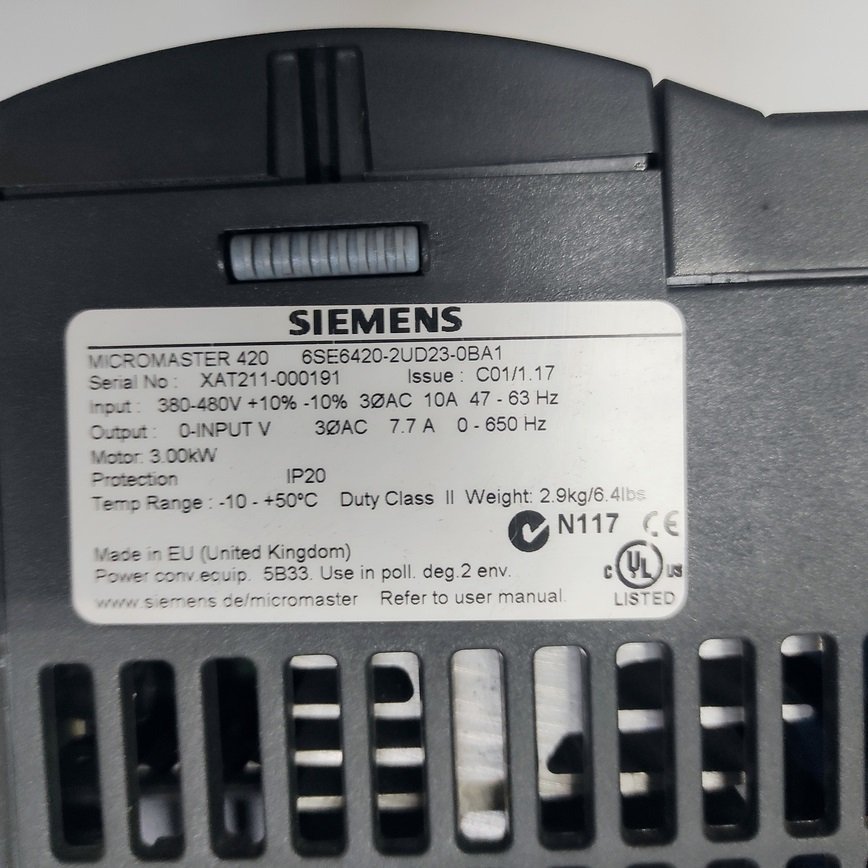 SIEMENS
MICROMASTER 420 6SE6420-2UD23-0BA1
Serial No : XAT211-000191 Issue : C01/1.17
Input : 380-480V +10% -10% 3ØAC 10A 47 - 63 Hz
Output : 0-INPUT V 3ØAC 7.7 A 0 - 650 Hz
Motor: 3.00kW
Protection IP20
Temp Range : -10 - +50°C Duty Class II Weight: 2.9kg/6.4lbs
N117 CE
Made in EU (United Kingdom)
Power conv.equip. 5B33. Use in poll. deg.2 env.
C UL US
www.siemens.de/micromaster Refer to user manual
LISTED